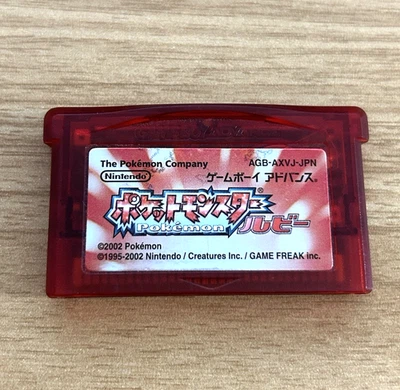 The Pokémon Company AGB-AXVJ-JPN
Nintendo ゲームボーイ アドバンス®
ポケットモンスター
Pokémon ルビー
©2002 Pokémon
©1995-2002 Nintendo / Creatures Inc. / GAME FREAK inc.